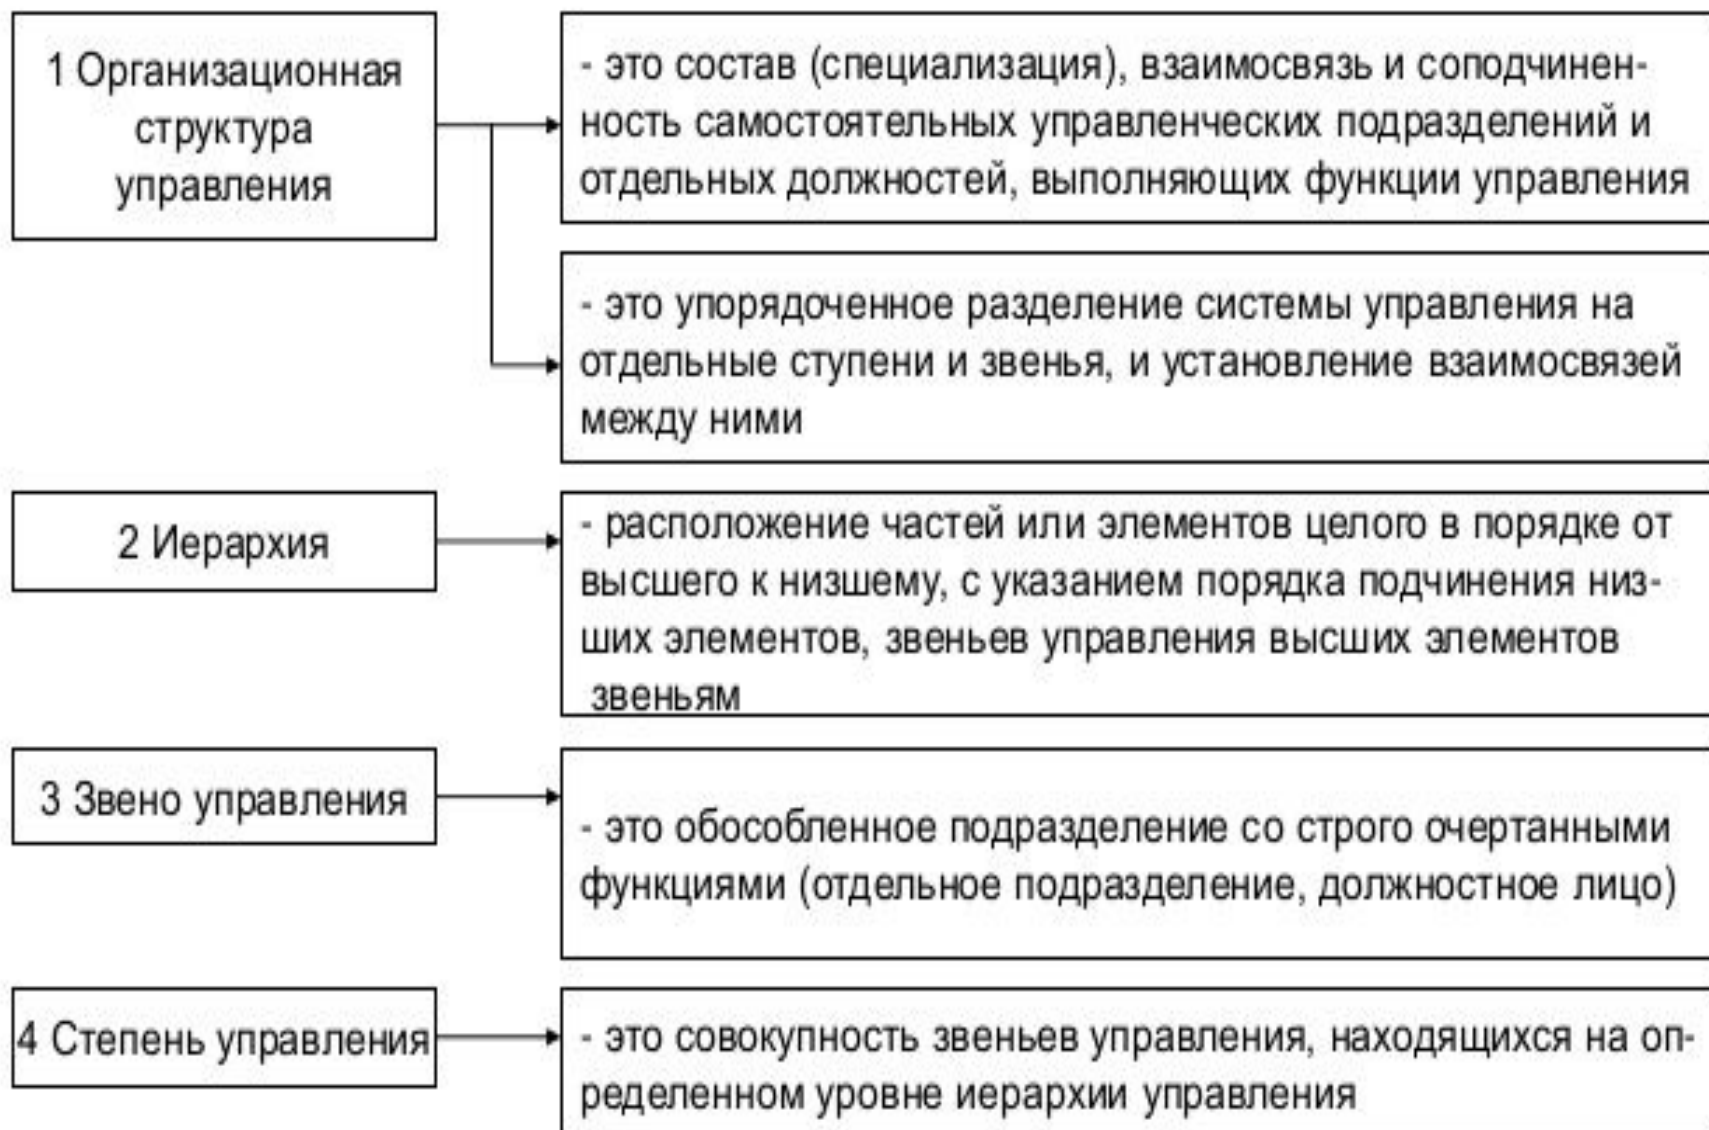 1 Организационная
структура
управления
- это состав (специализация), взаимосвязь и соподчинен-
ность самостоятельных управленческих подразделений и
отдельных должностей, выполняющих функции управления
- это упорядоченное разделение системы управления на
отдельные ступени и звенья, и установление взаимосвязей
между ними
2 Иерархия
- расположение частей или элементов целого в порядке от
высшего к низшему, с указанием порядка подчинения низ-
ших элементов, звеньев управления высших элементов
звеньям
3 Звено управления
- это обособленное подразделение со строго очертанными
функциями (отдельное подразделение, должностное лицо)
4 Степень управления
- это совокупность звеньев управления, находящихся на оп-
ределенном уровне иерархии управления